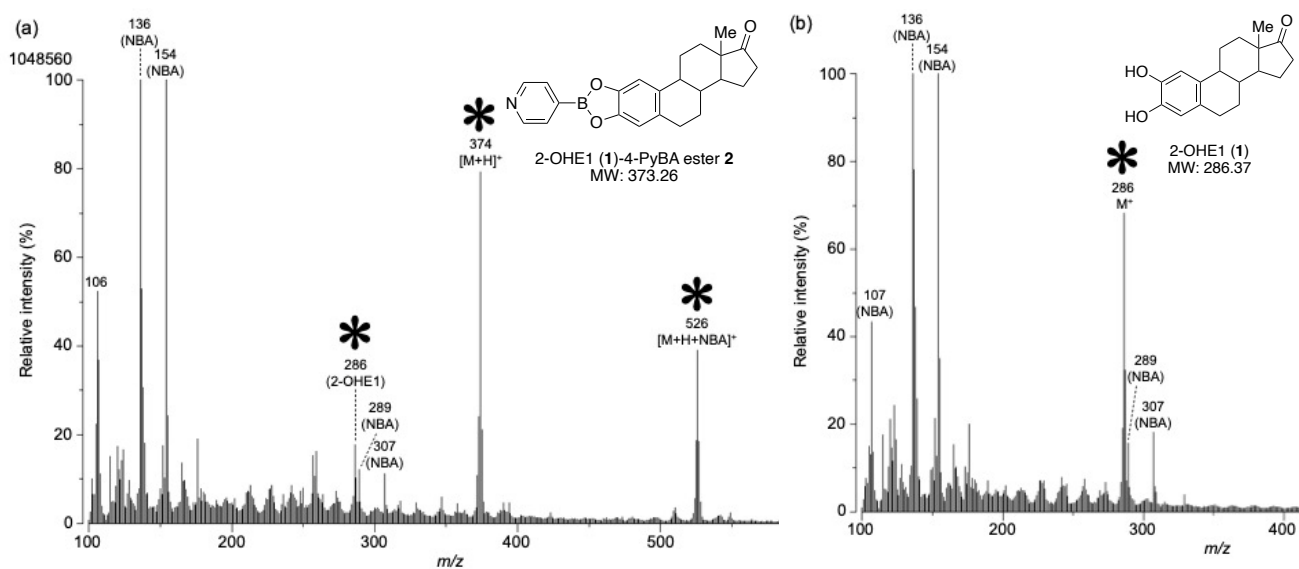 (a)
136
(NBA)
154
(NBA)
1048560
100
80
60
40
20
0
Relative intensity (%)
106
286
(2-OHE1)
289
(NBA)
307
(NBA)
374
[M+H]⁺
526
[M+H+NBA]⁺
Me
O
N
B
O
O
2-OHE1 (1)-4-PyBA ester 2
MW: 373.26
100
200
300
400
500
m/z
(b)
136
(NBA)
154
(NBA)
100
80
60
40
20
0
Relative intensity (%)
107
(NBA)
286
M⁺
289
(NBA)
307
(NBA)
Me
O
HO
HO
2-OHE1 (1)
MW: 286.37
100
200
300
400
m/z